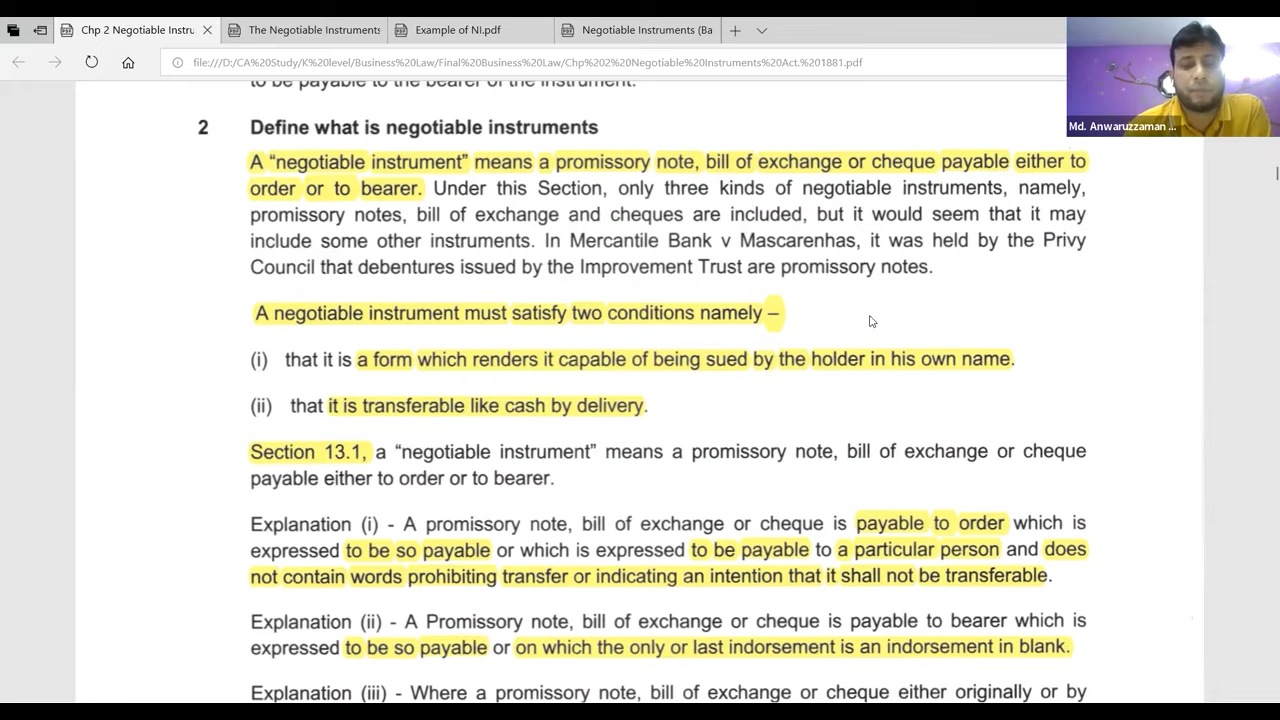 Chp 2 Negotiable Instru
The Negotiable Instruments
Example of NI.pdf
Negotiable Instruments (Ba
file:///D:/CA%20Study/K%20level/Business%20Law/Final%20Business%20Law/Chp%202%20Negotiable%20Instruments%20Act,%201881.pdf
Md. Anwaruzzaman ...
to be payable to the bearer of the instrument.
2 Define what is negotiable instruments
A “negotiable instrument” means a promissory note, bill of exchange or cheque payable either to
order or to bearer. Under this Section, only three kinds of negotiable instruments, namely,
promissory notes, bill of exchange and cheques are included, but it would seem that it may
include some other instruments. In Mercantile Bank v Mascarenhas, it was held by the Privy
Council that debentures issued by the Improvement Trust are promissory notes.
A negotiable instrument must satisfy two conditions namely –
(i) that it is a form which renders it capable of being sued by the holder in his own name.
(ii) that it is transferable like cash by delivery.
Section 13.1, a “negotiable instrument” means a promissory note, bill of exchange or cheque
payable either to order or to bearer.
Explanation (i) - A promissory note, bill of exchange or cheque is payable to order which is
expressed to be so payable or which is expressed to be payable to a particular person and does
not contain words prohibiting transfer or indicating an intention that it shall not be transferable.
Explanation (ii) - A Promissory note, bill of exchange or cheque is payable to bearer which is
expressed to be so payable or on which the only or last indorsement is an indorsement in blank.
Explanation (iii) - Where a promissory note, bill of exchange or cheque either originally or by